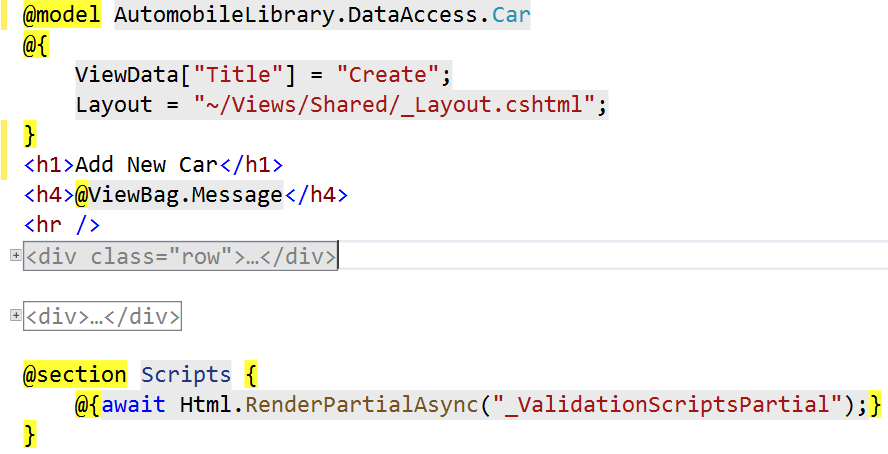 @model AutomobileLibrary.DataAccess.Car
@{
    ViewData["Title"] = "Create";
    Layout = "~/Views/Shared/_Layout.cshtml";
}
<h1>Add New Car</h1>
<h4>@ViewBag.Message</h4>
<hr />
<div class="row">…</div>
<div>…</div>
@section Scripts {
    @{await Html.RenderPartialAsync("_ValidationScriptsPartial");}
}